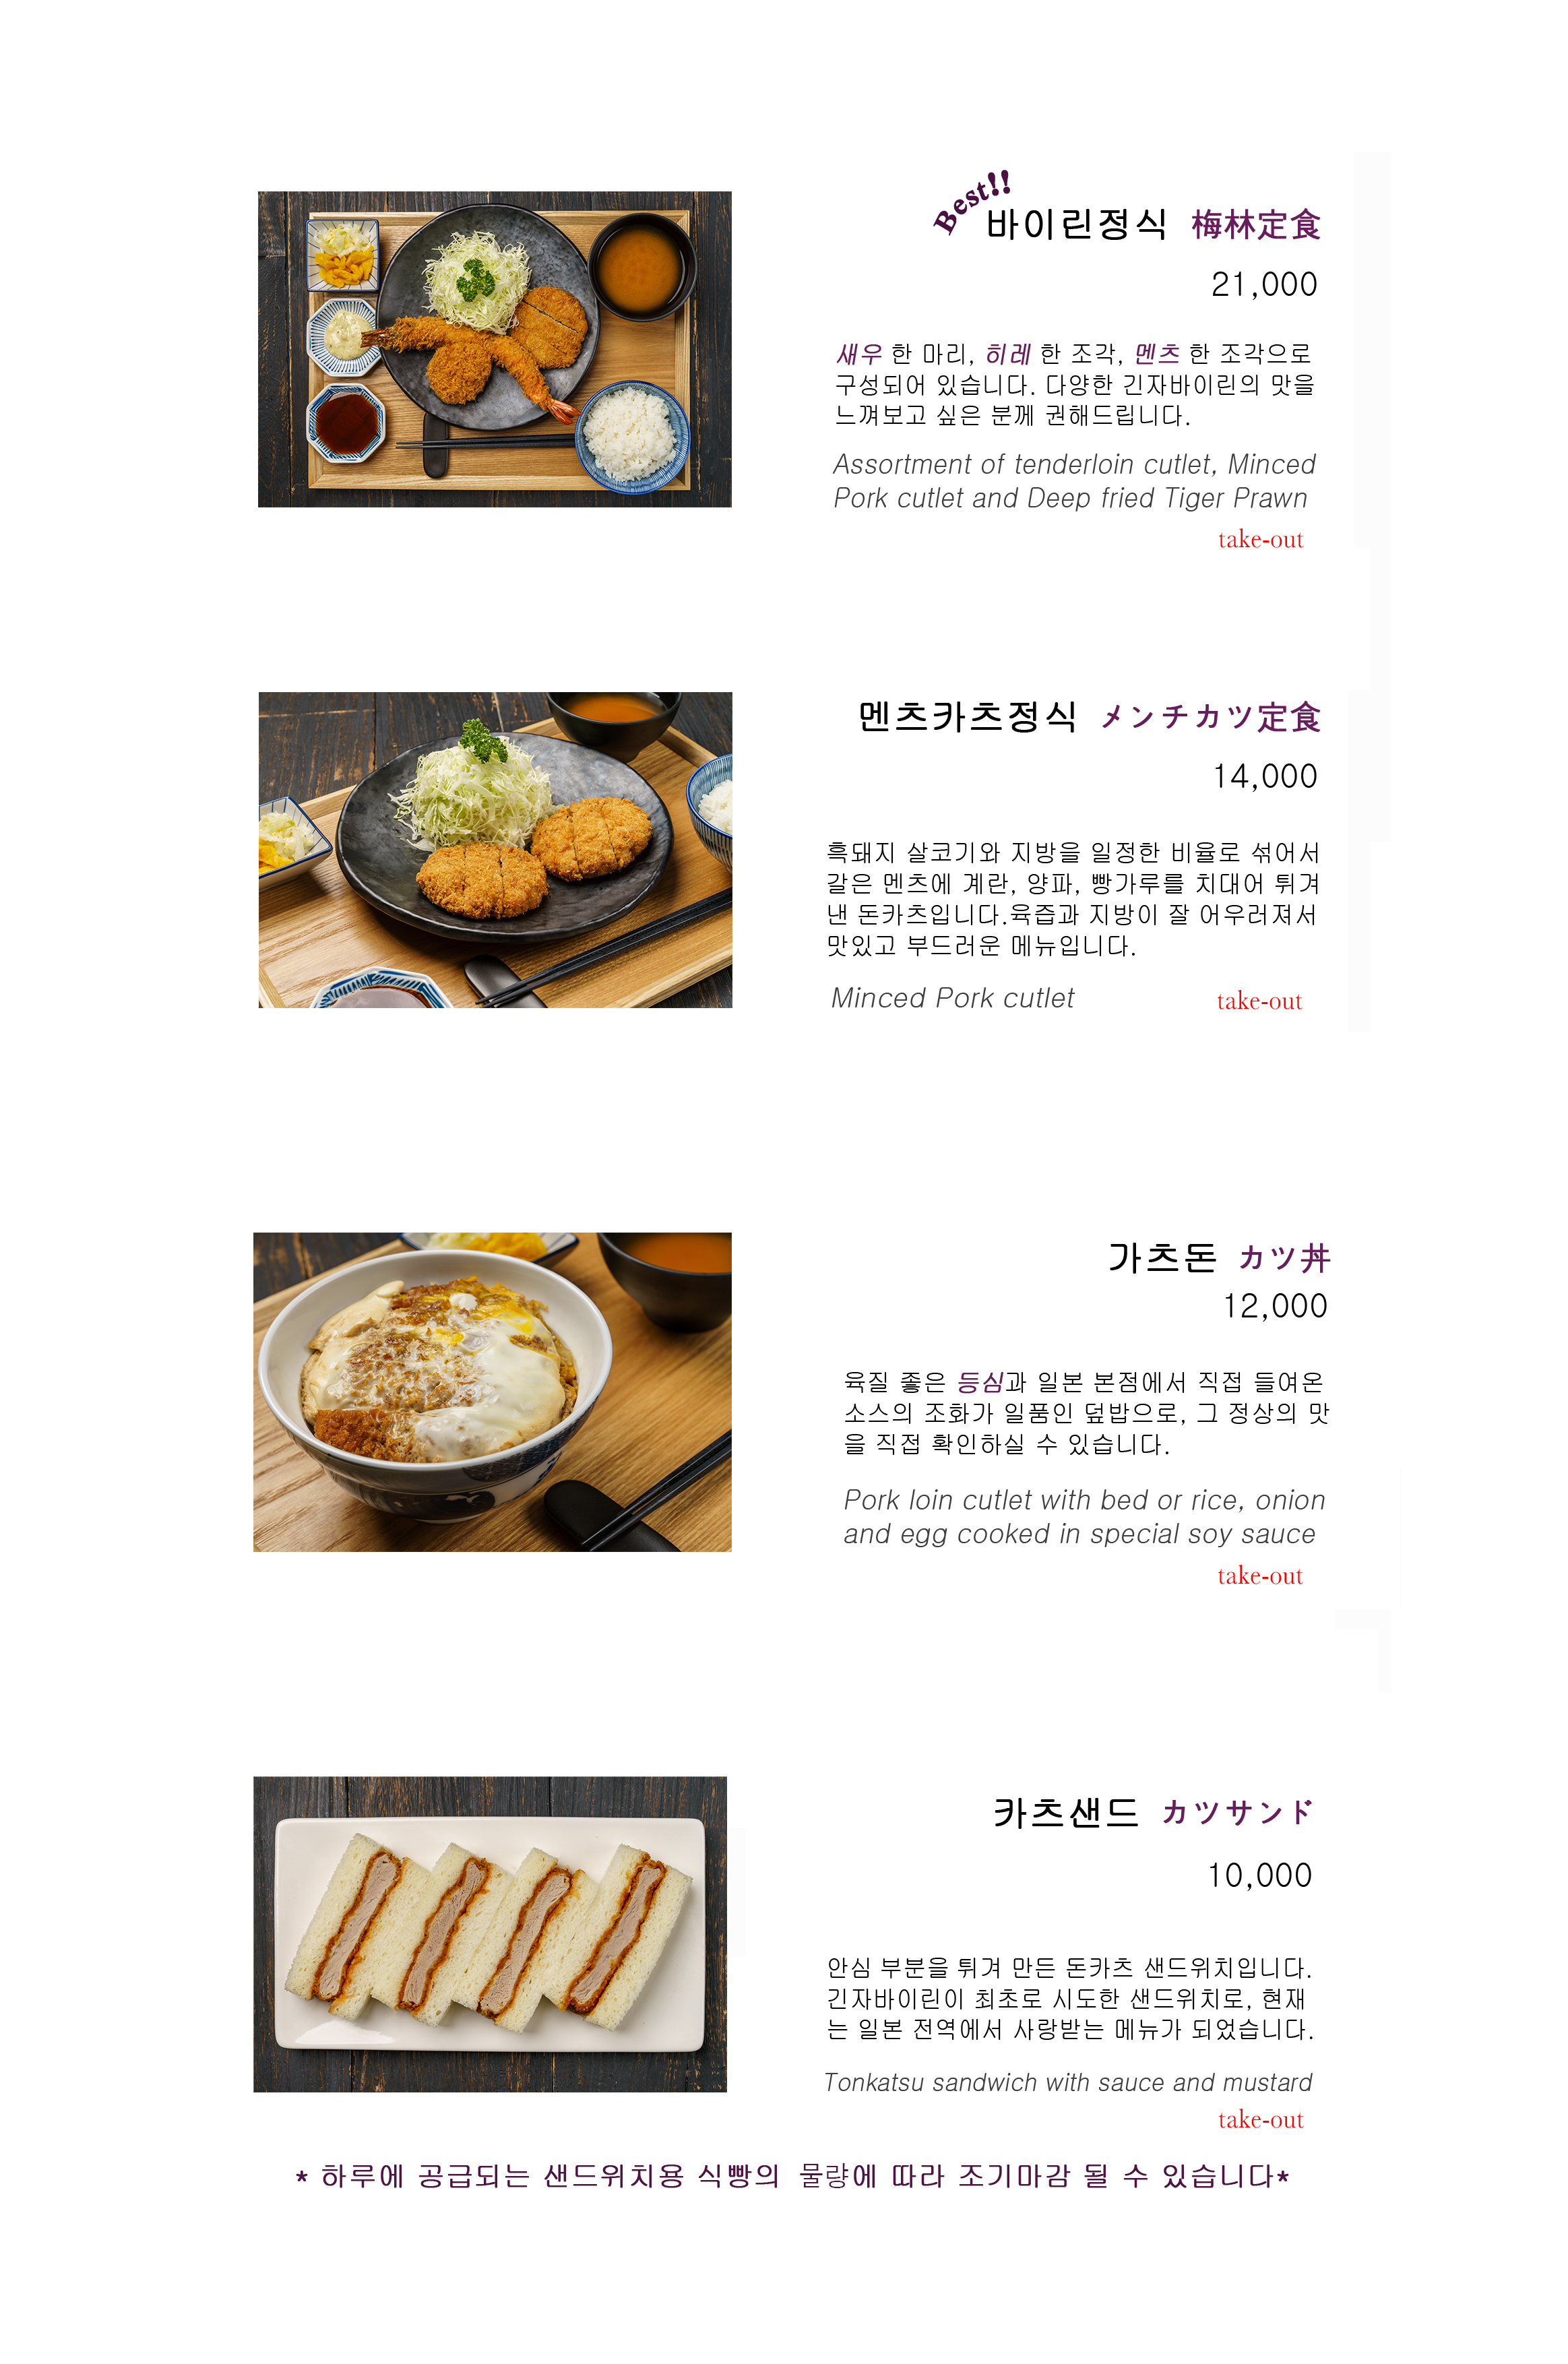 Best!!
바이린정식 梅林定食
21,000
새우 한 마리, 히레 한 조각, 멘츠 한 조각으로
구성되어 있습니다. 다양한 긴자바이린의 맛을
느껴보고 싶은 분께 권해드립니다.
Assortment of tenderloin cutlet, Minced
Pork cutlet and Deep fried Tiger Prawn
take-out
멘츠카츠정식 メンチカツ定食
14,000
흑돼지 살코기와 지방을 일정한 비율로 섞어서
갈은 멘츠에 계란, 양파, 빵가루를 치대어 튀겨
낸 돈카츠입니다.육즙과 지방이 잘 어우러져서
맛있고 부드러운 메뉴입니다.
Minced Pork cutlet take-out
가츠돈 カツ丼
12,000
육질 좋은 등심과 일본 본점에서 직접 들여온
소스의 조화가 일품인 덮밥으로, 그 정상의 맛
을 직접 확인하실 수 있습니다.
Pork loin cutlet with bed or rice, onion
and egg cooked in special soy sauce
take-out
카츠샌드 カツサンド
10,000
안심 부분을 튀겨 만든 돈카츠 샌드위치입니다.
긴자바이린이 최초로 시도한 샌드위치로, 현재
는 일본 전역에서 사랑받는 메뉴가 되었습니다.
Tonkatsu sandwich with sauce and mustard
take-out
* 하루에 공급되는 샌드위치용 식빵의 물량에 따라 조기마감 될 수 있습니다*